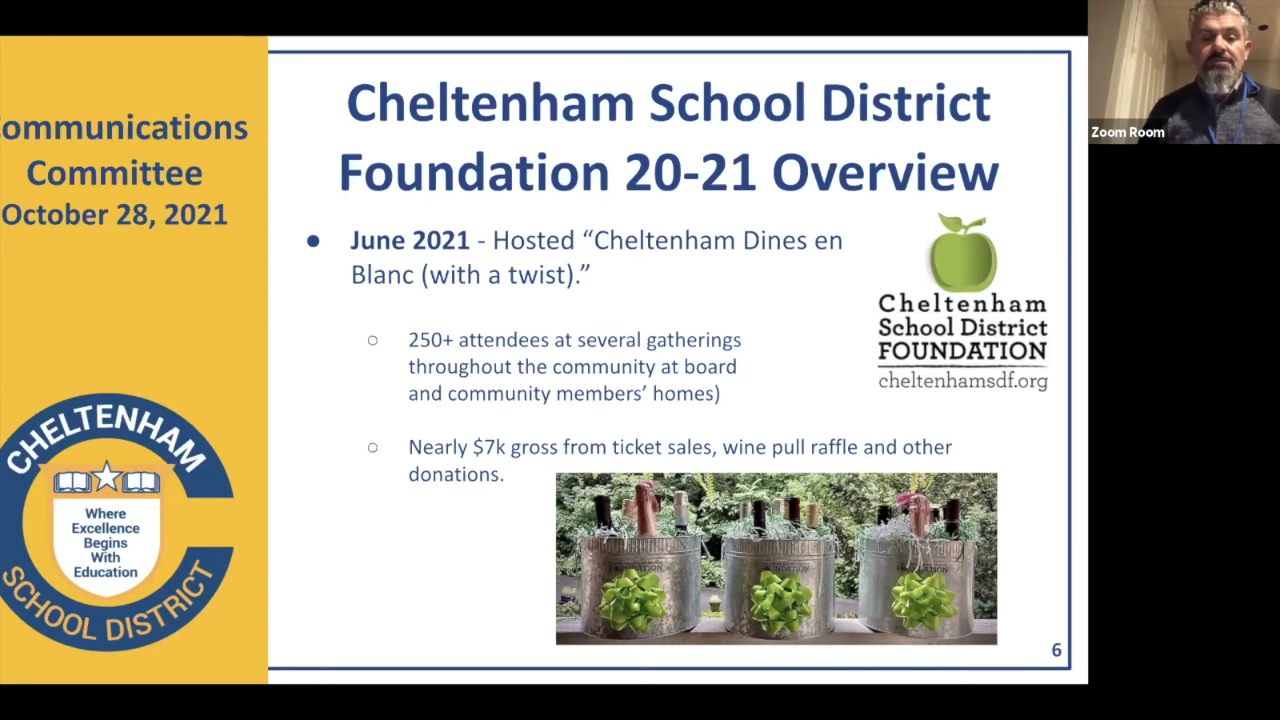 ommunications
Committee
October 28, 2021
CHELTENHAM
Where
Excellence
Begins
With
Education
SCHOOL DISTRICT
Cheltenham School District
Foundation 20-21 Overview
● June 2021 - Hosted “Cheltenham Dines en
Blanc (with a twist).”
○ 250+ attendees at several gatherings
throughout the community at board
and community members’ homes)
○ Nearly $7k gross from ticket sales, wine pull raffle and other
donations.
Cheltenham
School District
FOUNDATION
cheltenhamsdf.org
FOUNDATION
FOUNDATION
FOUNDATION
6
Zoom Room